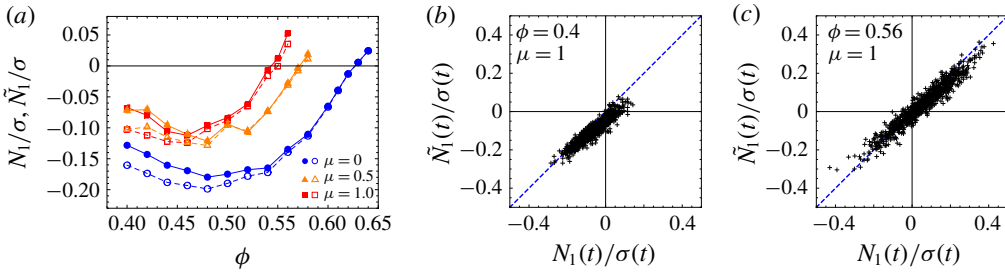 (a)
0.05
0
−0.05
−0.10
−0.15
−0.20
N₁/σ, Ñ₁/σ
μ = 0
μ = 0.5
μ = 1.0
0.40 0.45 0.50 0.55 0.60 0.65
ϕ
(b)
ϕ = 0.4
μ = 1
0.4
0.2
0
−0.2
−0.4
Ñ₁(t)/σ(t)
−0.4 0 0.4
N₁(t)/σ(t)
(c)
ϕ = 0.56
μ = 1
0.4
0.2
0
−0.2
−0.4
Ñ₁(t)/σ(t)
−0.4 0 0.4
N₁(t)/σ(t)